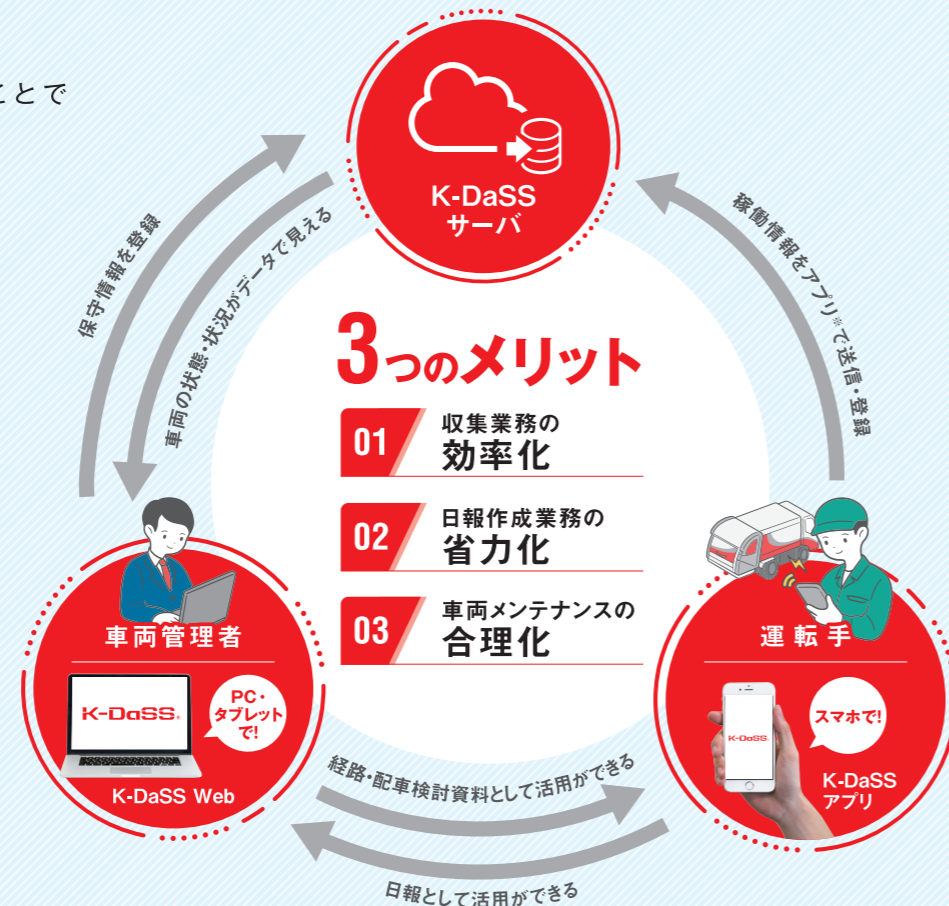 ことで
K-DaSS
サーバ
保守情報を登録
車両の状態・状況がデータで見える
稼働情報をアプリ※で送信・登録
3つのメリット
01
収集業務の
効率化
02
日報作成業務の
省力化
03
車両メンテナンスの
合理化
車両管理者
K-DaSS®
PC・
タブレット
で!
K-DaSS Web
運転手
K-DaSS®
スマホで!
K-DaSS
アプリ
経路・配車検討資料として活用ができる
日報として活用ができる